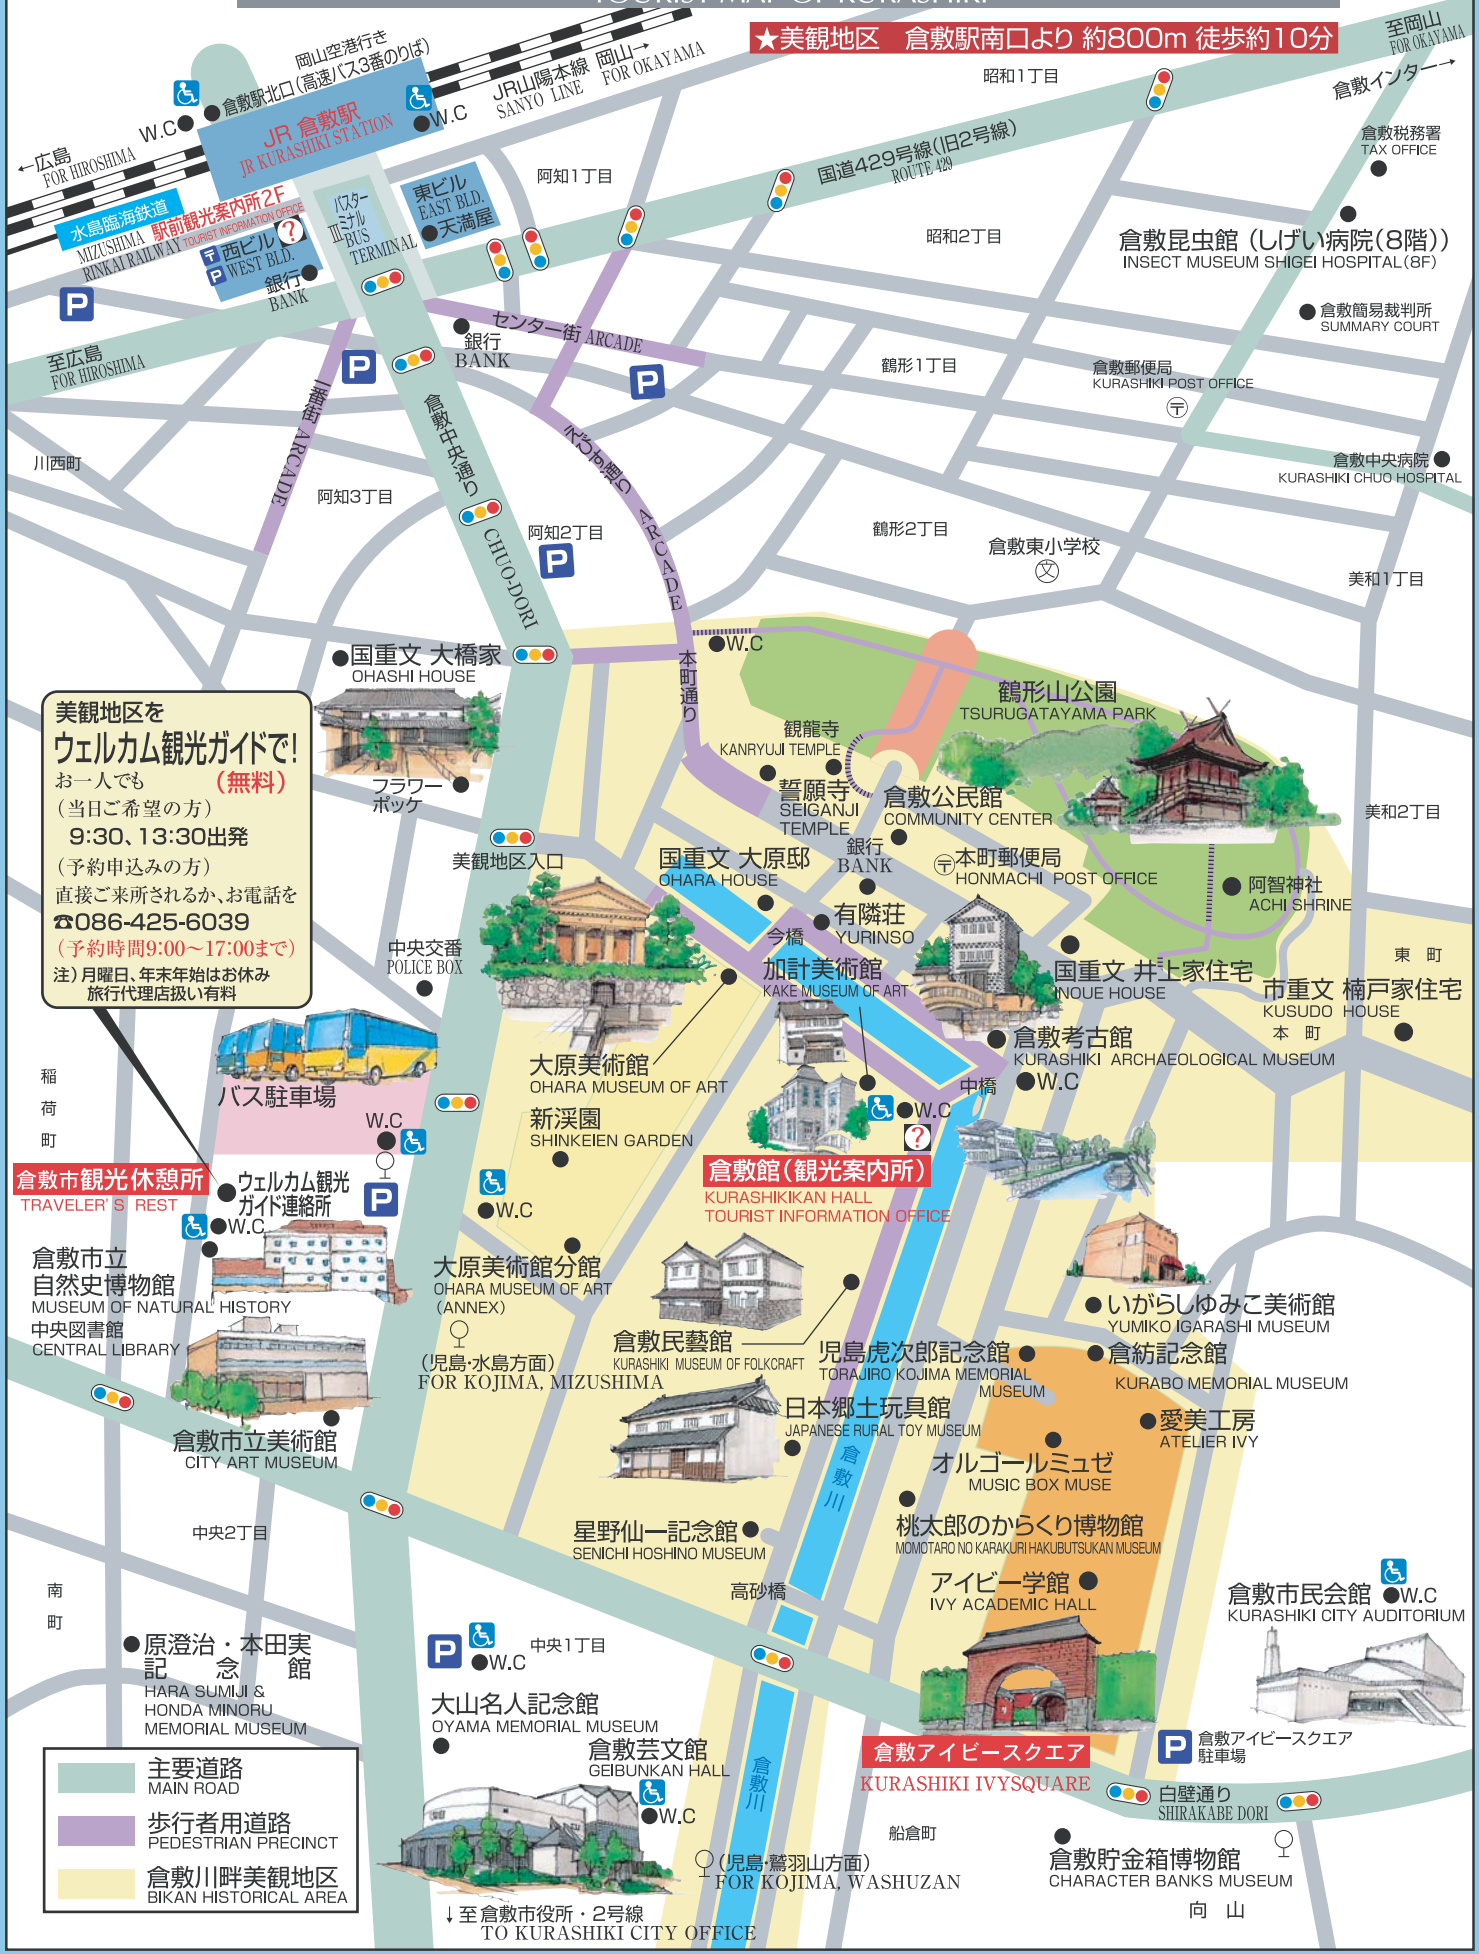 TOURIST MAP OF KURASHIKI
★美観地区 倉敷駅南口より 約800m 徒歩約10分
至岡山
FOR OKAYAMA
倉敷インター→
岡山空港行き
倉敷駅北口(高速バス3番のりば)
W.C
JR 倉敷駅
JR KURASHIKI STATION
W.C
JR山陽本線
SANYO LINE
岡山→
FOR OKAYAMA
←広島
FOR HIROSHIMA
昭和1丁目
国道429号線(旧2号線)
ROUTE 429
倉敷税務署
TAX OFFICE
水島臨海鉄道
MIZUSHIMA
RINKAI RAILWAY
駅前観光案内所2F
TOURIST INFORMATION OFFICE
?
〒
P
西ビル
WEST BLD.
銀行
BANK
バスター
ミナル
BUS
TERMINAL
東ビル
EAST BLD.
天満屋
阿知1丁目
昭和2丁目
倉敷昆虫館 (しげい病院(8階))
INSECT MUSEUM SHIGEI HOSPITAL(8F)
倉敷簡易裁判所
SUMMARY COURT
P
至広島
FOR HIROSHIMA
P
銀行
BANK
センター街 ARCADE
P
鶴形1丁目
倉敷郵便局
KURASHIKI POST OFFICE
〒
一番街 ARCADE
倉敷中央通り
CHUO-DORI
えびす通り
ARCADE
川西町
阿知3丁目
阿知2丁目
P
倉敷中央病院
KURASHIKI CHUO HOSPITAL
鶴形2丁目
倉敷東小学校
文
美和1丁目
国重文 大橋家
OHASHI HOUSE
W.C
本町通り
鶴形山公園
TSURUGATAYAMA PARK
美観地区を
ウェルカム観光ガイドで!
お一人でも (無料)
(当日ご希望の方)
9:30、13:30出発
(予約申込みの方)
直接ご来所されるか、お電話を
☎086-425-6039
(予約時間9:00〜17:00まで)
注)月曜日、年末年始はお休み
旅行代理店扱い有料
フラワー
ポッケ
観龍寺
KANRYUJI TEMPLE
誓願寺
SEIGANJI
TEMPLE
倉敷公民館
COMMUNITY CENTER
美和2丁目
美観地区入口
国重文 大原邸
OHARA HOUSE
銀行
BANK
〒本町郵便局
HONMACHI POST OFFICE
阿智神社
ACHI SHRINE
有隣荘
YURINSO
今橋
中央交番
POLICE BOX
加計美術館
KAKE MUSEUM OF ART
国重文 井上家住宅
INOUE HOUSE
東町
市重文 楠戸家住宅
KUSUDO HOUSE
本町
倉敷考古館
KURASHIKI ARCHAEOLOGICAL MUSEUM
W.C
中橋
大原美術館
OHARA MUSEUM OF ART
新渓園
SHINKEIEN GARDEN
W.C
?
倉敷館(観光案内所)
KURASHIKIKAN HALL
TOURIST INFORMATION OFFICE
稲荷町
バス駐車場
W.C
P
倉敷市観光休憩所
TRAVELER'S REST
ウェルカム観光
ガイド連絡所
W.C
W.C
倉敷市立
自然史博物館
MUSEUM OF NATURAL HISTORY
中央図書館
CENTRAL LIBRARY
大原美術館分館
OHARA MUSEUM OF ART
(ANNEX)
(児島・水島方面)
FOR KOJIMA, MIZUSHIMA
倉敷民藝館
KURASHIKI MUSEUM OF FOLKCRAFT
いがらしゆみこ美術館
YUMIKO IGARASHI MUSEUM
児島虎次郎記念館
TORAJIRO KOJIMA MEMORIAL
MUSEUM
倉紡記念館
KURABO MEMORIAL MUSEUM
日本郷土玩具館
JAPANESE RURAL TOY MUSEUM
愛美工房
ATELIER IVY
倉敷市立美術館
CITY ART MUSEUM
倉敷川
オルゴールミュゼ
MUSIC BOX MUSE
中央2丁目
星野仙一記念館
SENICHI HOSHINO MUSEUM
桃太郎のからくり博物館
MOMOTARO NO KARAKURI HAKUBUTSUKAN MUSEUM
南町
高砂橋
アイビー学館
IVY ACADEMIC HALL
倉敷市民会館
W.C
KURASHIKI CITY AUDITORIUM
原澄治・本田実
記念館
HARA SUMIJI &
HONDA MINORU
MEMORIAL MUSEUM
P
W.C
中央1丁目
大山名人記念館
OYAMA MEMORIAL MUSEUM
倉敷芸文館
GEIBUNKAN HALL
W.C
倉敷川
倉敷アイビースクエア
KURASHIKI IVYSQUARE
P
倉敷アイビースクエア
駐車場
白壁通り
SHIRAKABE DORI
主要道路
MAIN ROAD
歩行者用道路
PEDESTRIAN PRECINCT
倉敷川畔美観地区
BIKAN HISTORICAL AREA
船倉町
倉敷貯金箱博物館
CHARACTER BANKS MUSEUM
(児島・鷲羽山方面)
FOR KOJIMA, WASHUZAN
向山
↓至倉敷市役所・2号線
TO KURASHIKI CITY OFFICE